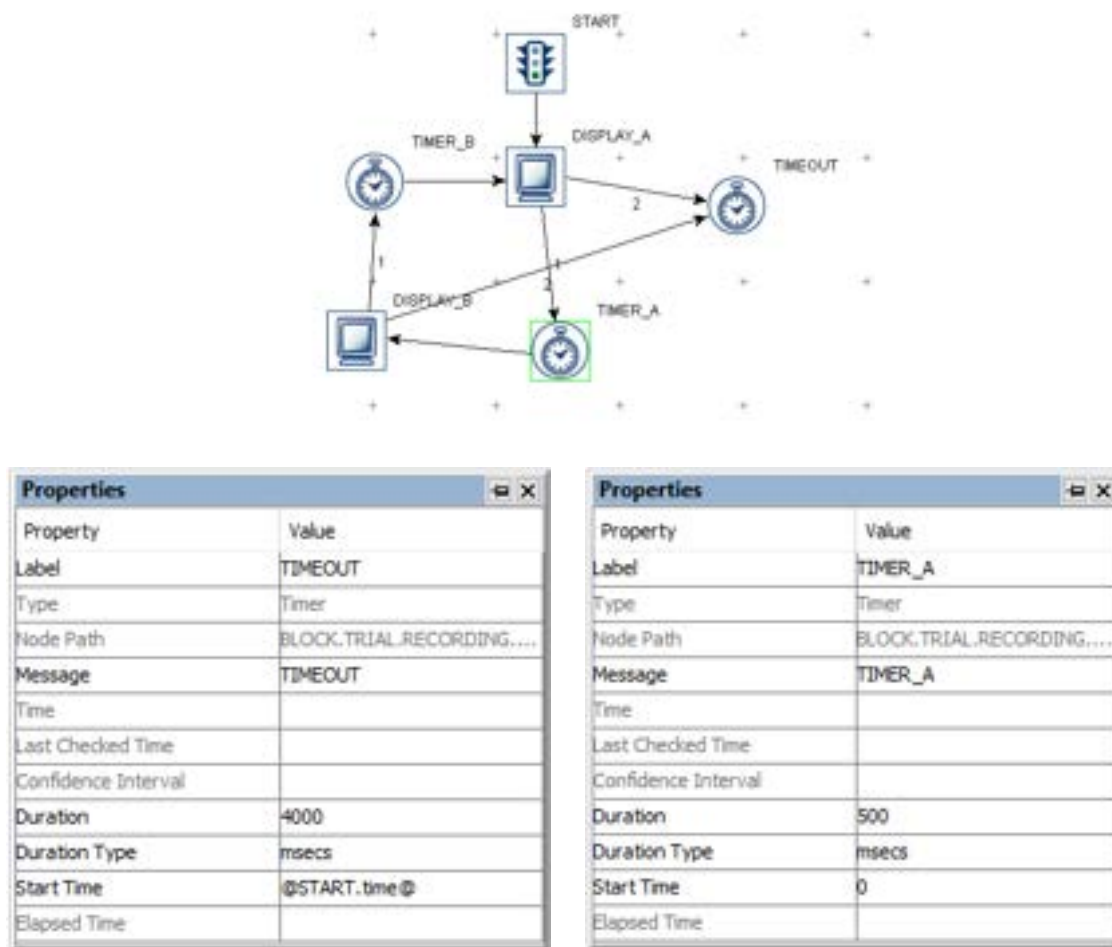 START
TIMER_B
DISPLAY_A
TIMEOUT
2
1
1
2
DISPLAY_B
TIMER_A
Properties
Property Value
Label TIMEOUT
Type Timer
Node Path BLOCK.TRIAL.RECORDING....
Message TIMEOUT
Time
Last Checked Time
Confidence Interval
Duration 4000
Duration Type msecs
Start Time @START.time@
Elapsed Time
Properties
Property Value
Label TIMER_A
Type Timer
Node Path BLOCK.TRIAL.RECORDING....
Message TIMER_A
Time
Last Checked Time
Confidence Interval
Duration 500
Duration Type msecs
Start Time 0
Elapsed Time